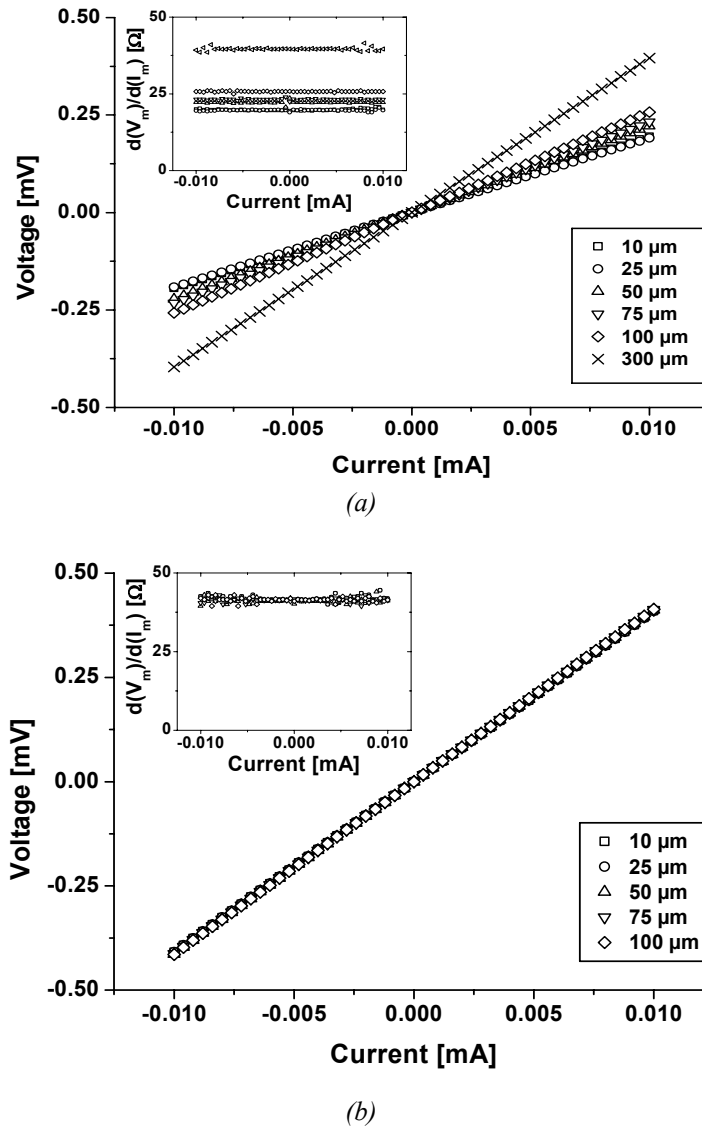 50
25
0
-0.010 0.000 0.010
Current [mA]
d(V_m)/d(I_m) [Ω]
0.50
0.25
0.00
-0.25
-0.50
Voltage [mV]
-0.010 -0.005 0.000 0.005 0.010
Current [mA]
10 µm
25 µm
50 µm
75 µm
100 µm
300 µm
(a)
50
25
0
-0.010 0.000 0.010
Current [mA]
d(V_m)/d(I_m) [Ω]
0.50
0.25
0.00
-0.25
-0.50
Voltage [mV]
-0.010 -0.005 0.000 0.005 0.010
Current [mA]
10 µm
25 µm
50 µm
75 µm
100 µm
(b)